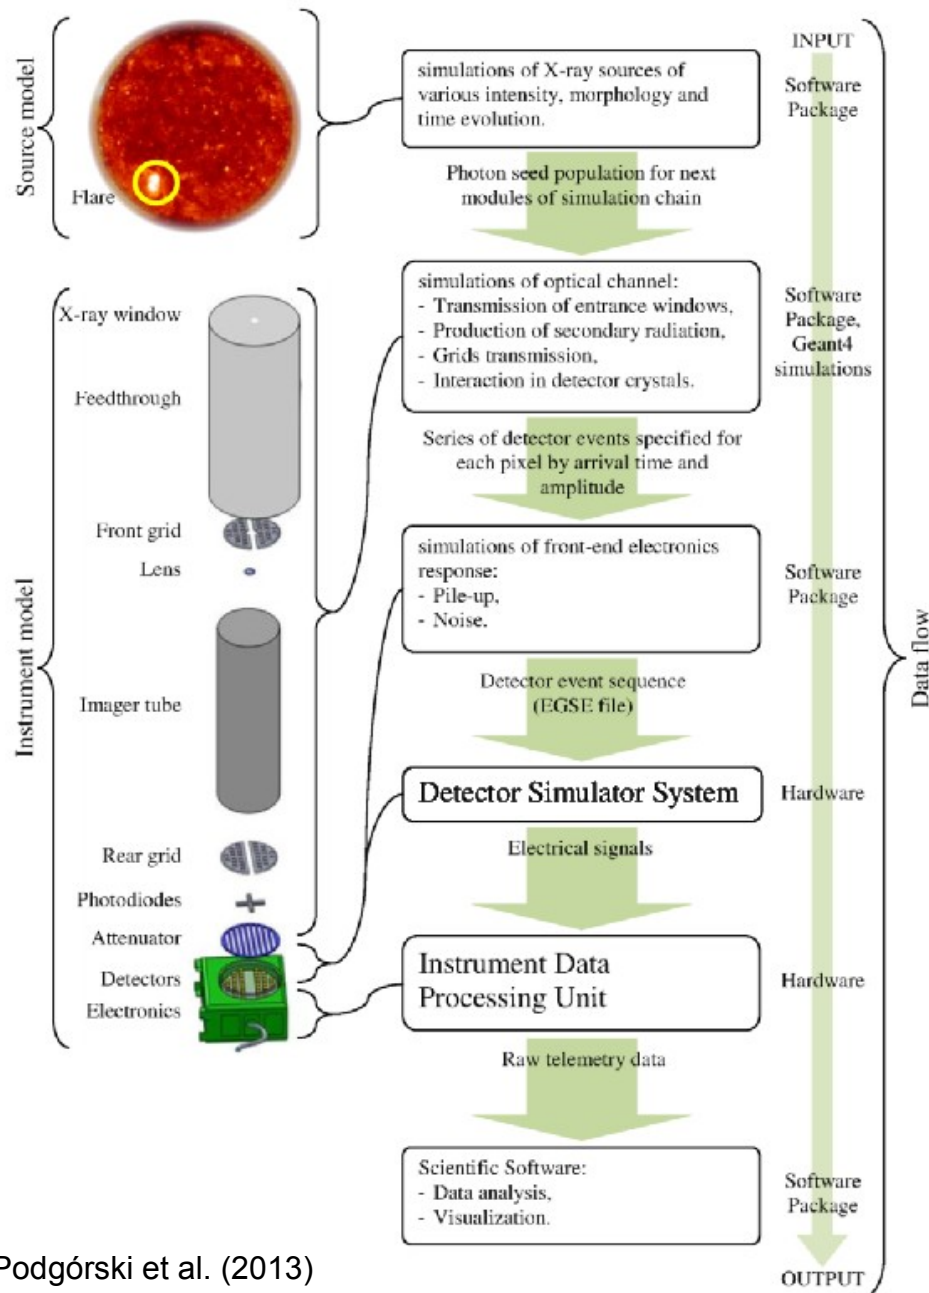 Source model
Flare
simulations of X-ray sources of
various intensity, morphology and
time evolution.
INPUT
Software
Package
Photon seed population for next
modules of simulation chain
Instrument model
X-ray window
Feedthrough
Front grid
Lens
Imager tube
Rear grid
Photodiodes
Attenuator
Detectors
Electronics
simulations of optical channel:
- Transmission of entrance windows,
- Production of secondary radiation,
- Grids transmission,
- Interaction in detector crystals.
Software
Package,
Geant4
simulations
Series of detector events specified for
each pixel by arrival time and
amplitude
simulations of front-end electronics
response:
- Pile-up,
- Noise.
Software
Package
Detector event sequence
(EGSE file)
Detector Simulator System
Hardware
Electrical signals
Instrument Data
Processing Unit
Hardware
Raw telemetry data
Scientific Software:
- Data analysis,
- Visualization.
Software
Package
OUTPUT
Data flow
Podgórski et al. (2013)